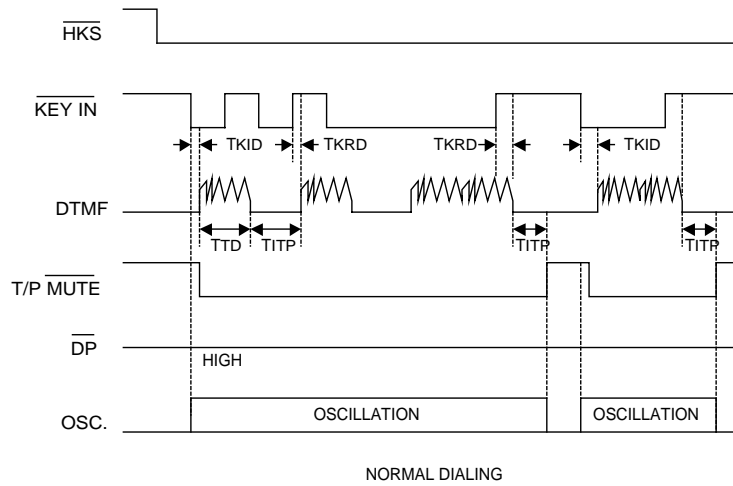 HKS
KEY IN
TKID TKRD TKRD TKID
DTMF
TTD TITP TITP TITP
T/P MUTE
DP
HIGH
OSC. OSCILLATION OSCILLATION
NORMAL DIALING